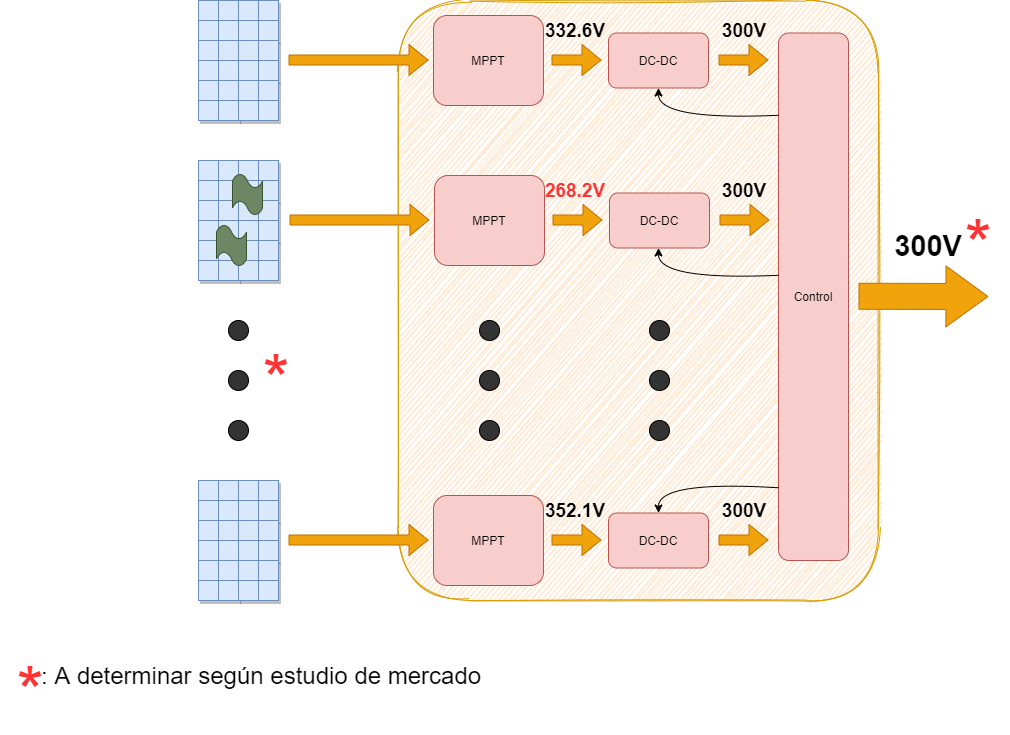 332.6V
300V
MPPT
DC-DC
268.2V
300V
MPPT
DC-DC
300V*
Control
*
352.1V
300V
MPPT
DC-DC
*: A determinar según estudio de mercado